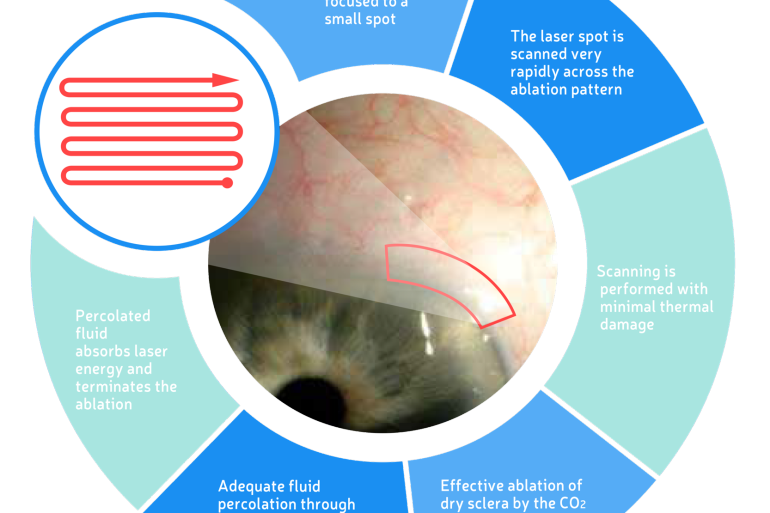 focused to a
small spot
The laser spot is
scanned very
rapidly across the
ablation pattern
Scanning is
performed with
minimal thermal
damage
Effective ablation of
dry sclera by the CO2
Adequate fluid
percolation through
Percolated
fluid
absorbs laser
energy and
terminates the
ablation